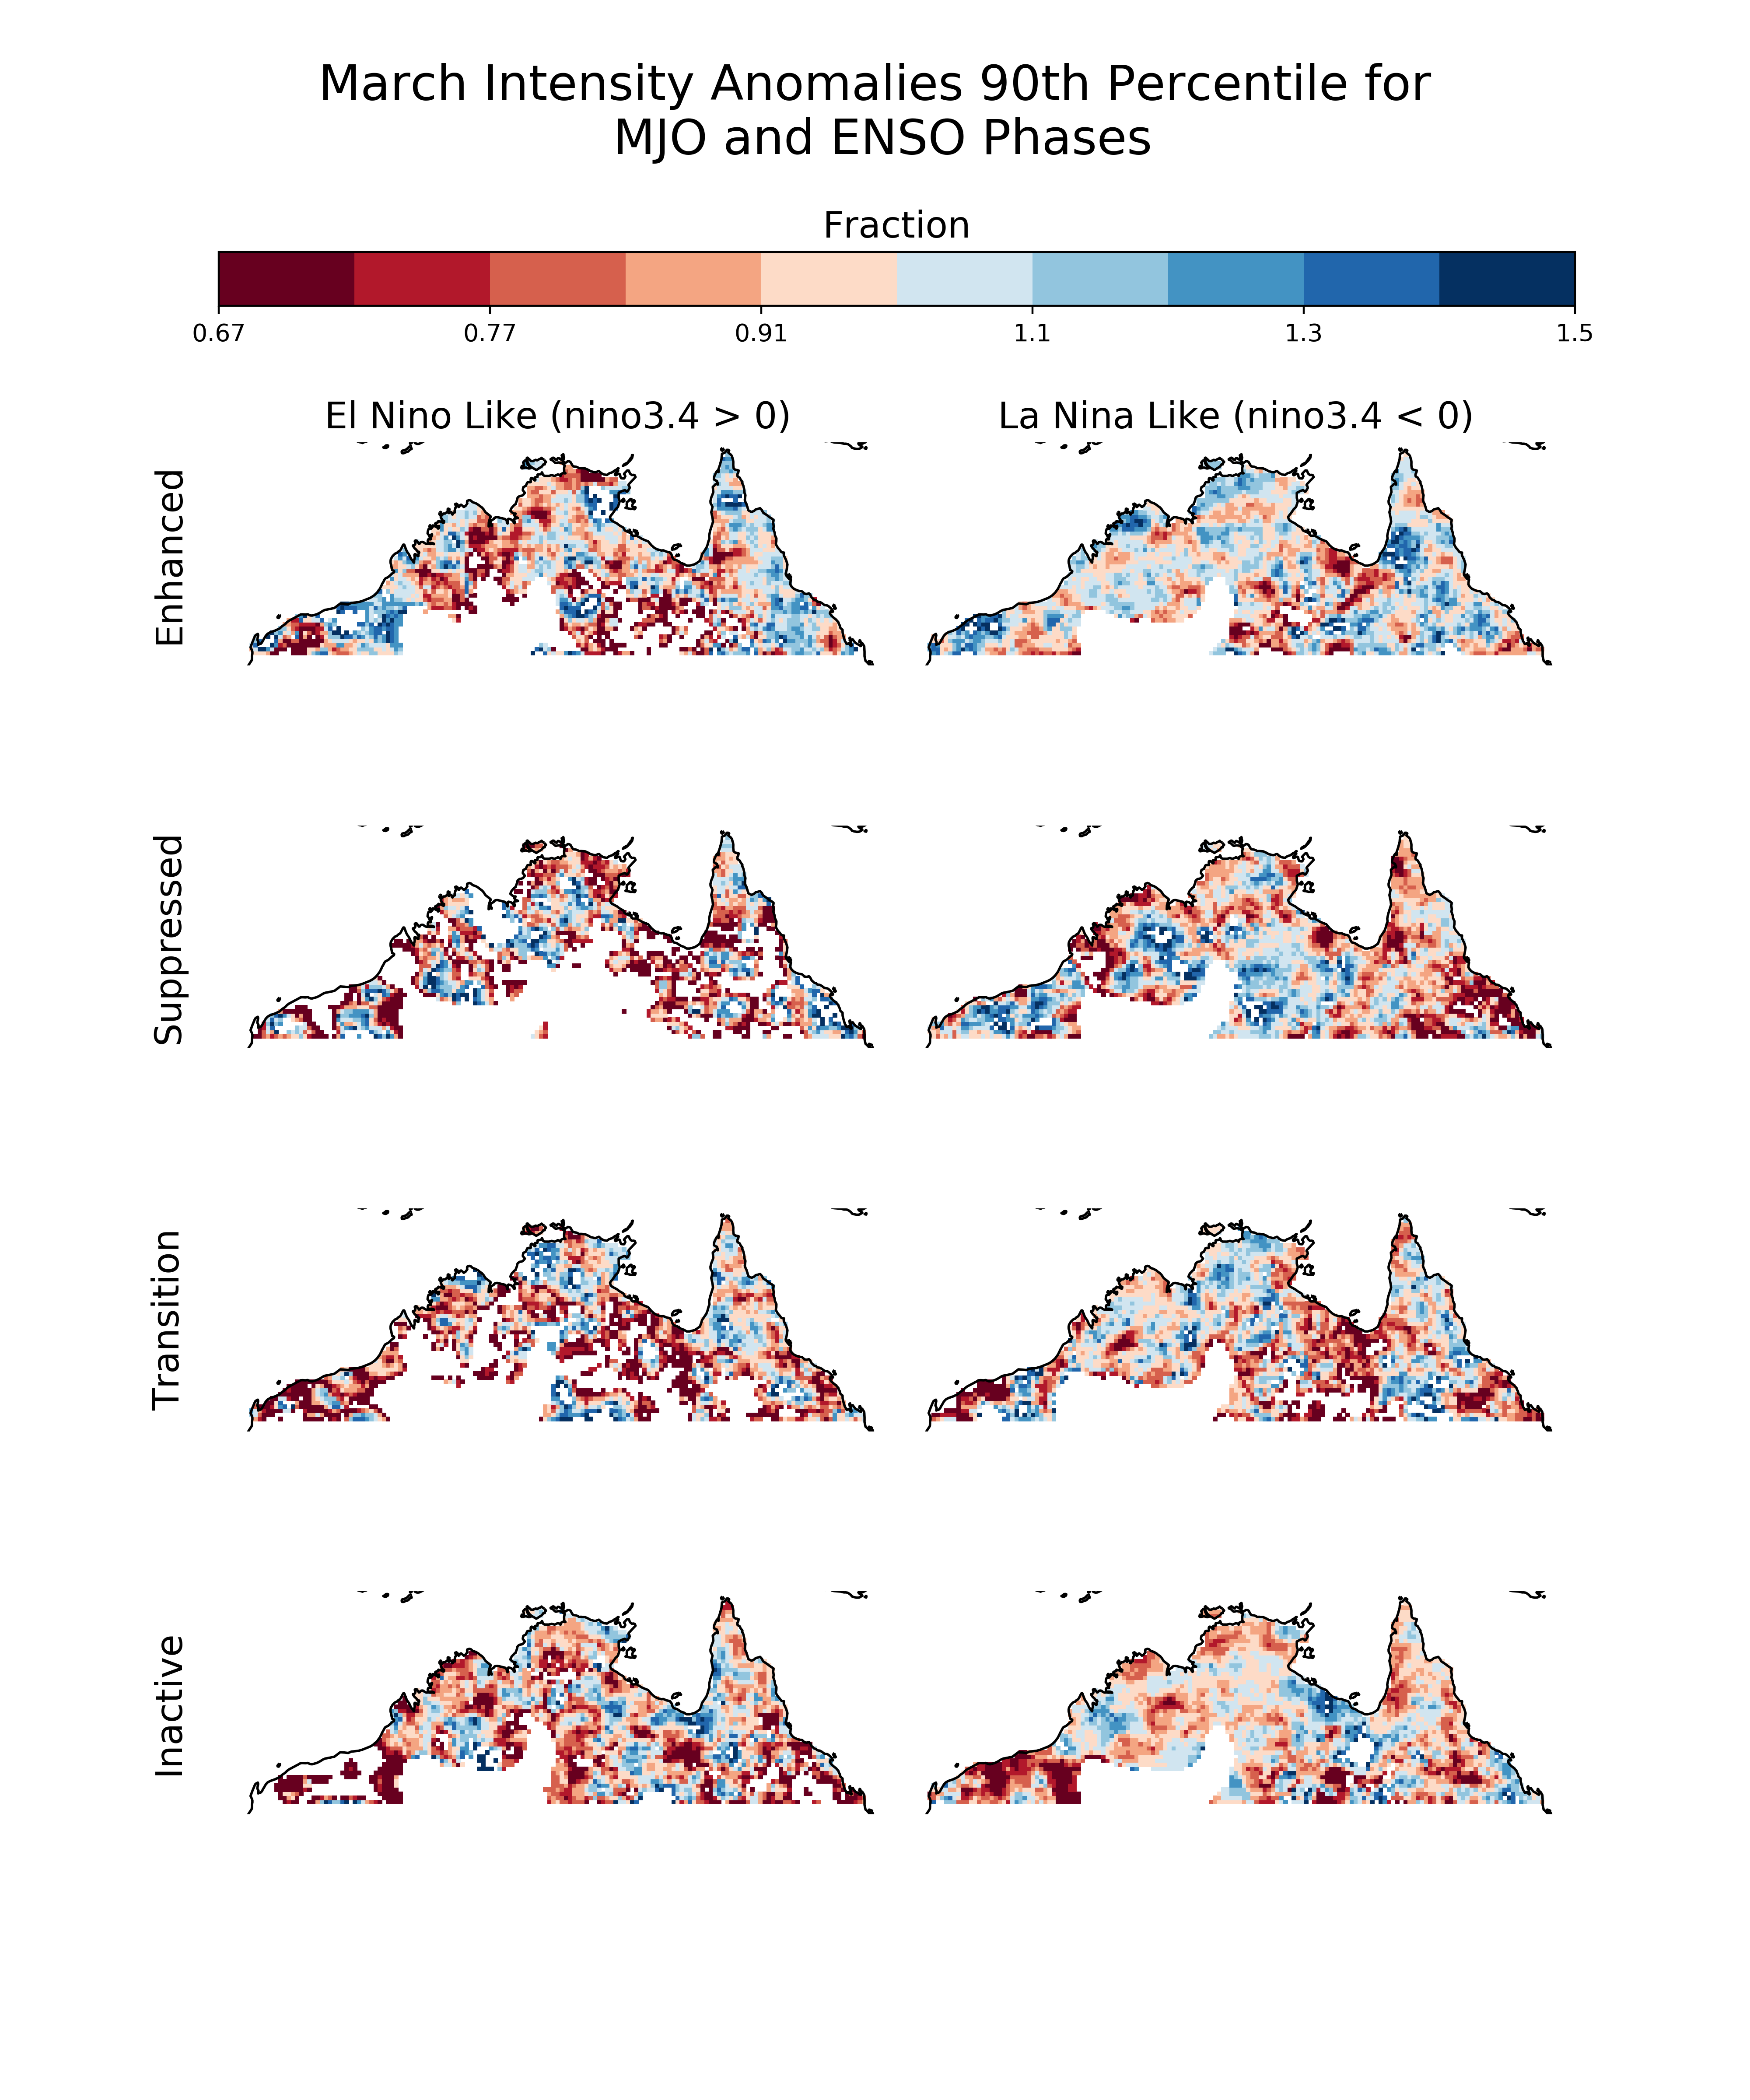 March Intensity Anomalies 90th Percentile for
MJO and ENSO Phases
Fraction
0.67 0.77 0.91 1.1 1.3 1.5
El Nino Like (nino3.4 > 0) La Nina Like (nino3.4 < 0)
Enhanced
Suppressed
Transition
Inactive